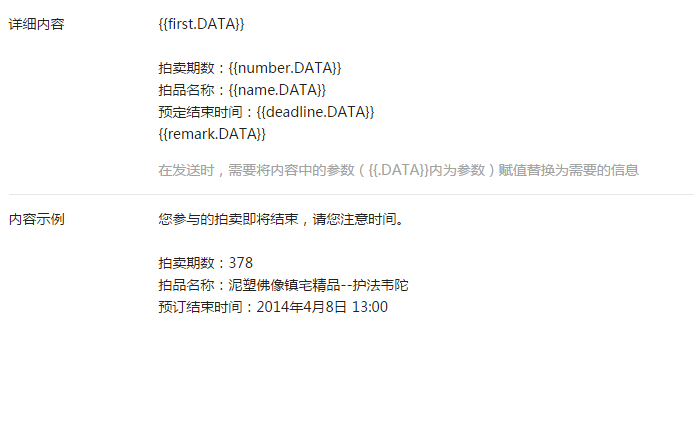 详细内容 {{first.DATA}}
拍卖期数：{{number.DATA}}
拍品名称：{{name.DATA}}
预定结束时间：{{deadline.DATA}}
{{remark.DATA}}
在发送时，需要将内容中的参数（{{.DATA}}内为参数）赋值替换为需要的信息
内容示例 您参与的拍卖即将结束，请您注意时间。
拍卖期数：378
拍品名称：泥塑佛像镇宅精品--护法韦陀
预订结束时间：2014年4月8日 13:00